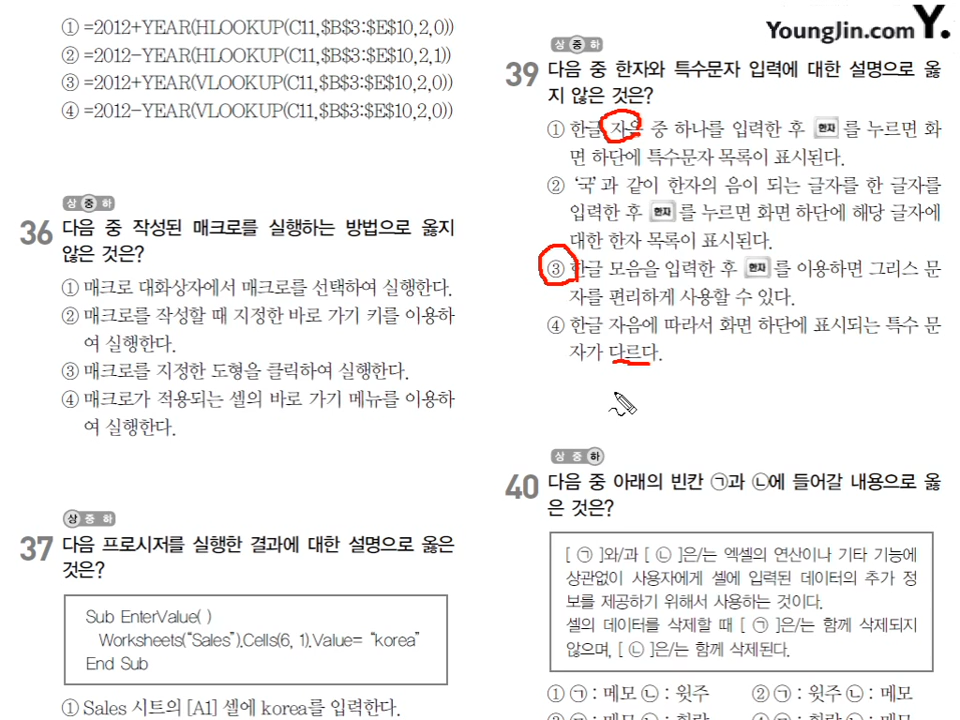 ① =2012+YEAR(HLOOKUP(C11,$B$3:$E$10,2,0))
② =2012-YEAR(HLOOKUP(C11,$B$3:$E$10,2,1))
③ =2012+YEAR(VLOOKUP(C11,$B$3:$E$10,2,0))
④ =2012-YEAR(VLOOKUP(C11,$B$3:$E$10,2,0))
상 중 하
36 다음 중 작성된 매크로를 실행하는 방법으로 옳지
않은 것은?
① 매크로 대화상자에서 매크로를 선택하여 실행한다.
② 매크로를 작성할 때 지정한 바로 가기 키를 이용하
여 실행한다.
③ 매크로를 지정한 도형을 클릭하여 실행한다.
④ 매크로가 적용되는 셀의 바로 가기 메뉴를 이용하
여 실행한다.
상 중 하
37 다음 프로시저를 실행한 결과에 대한 설명으로 옳은
것은?
Sub EnterValue( )
Worksheets(“Sales”).Cells(6, 1).Value= “korea”
End Sub
① Sales 시트의 [A1] 셀에 korea를 입력한다.
YoungJin.com Y.
상 중 하
39 다음 중 한자와 특수문자 입력에 대한 설명으로 옳
지 않은 것은?
① 한글 자음 중 하나를 입력한 후 한자 를 누르면 화
면 하단에 특수문자 목록이 표시된다.
② ‘국’과 같이 한자의 음이 되는 글자를 한 글자를
입력한 후 한자 를 누르면 화면 하단에 해당 글자에
대한 한자 목록이 표시된다.
③ 한글 모음을 입력한 후 한자 를 이용하면 그리스 문
자를 편리하게 사용할 수 있다.
④ 한글 자음에 따라서 화면 하단에 표시되는 특수 문
자가 다르다.
상 중 하
40 다음 중 아래의 빈칸 ㉠과 ㉡에 들어갈 내용으로 옳
은 것은?
[ ㉠ ]와/과 [ ㉡ ]은/는 엑셀의 연산이나 기타 기능에
상관없이 사용자에게 셀에 입력된 데이터의 추가 정
보를 제공하기 위해서 사용하는 것이다.
셀의 데이터를 삭제할 때 [ ㉠ ]은/는 함께 삭제되지
않으며, [ ㉡ ]은/는 함께 삭제된다.
① ㉠ : 메모 ㉡ : 윗주 ② ㉠ : 윗주 ㉡ : 메모